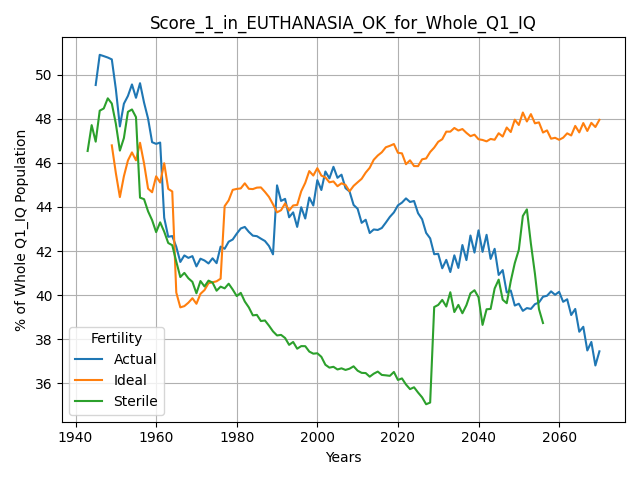 Score_1_in_EUTHANASIA_OK_for_Whole_Q1_IQ
% of Whole Q1_IQ Population
50
48
46
44
42
40
38
36
Fertility
Actual
Ideal
Sterile
1940 1960 1980 2000 2020 2040 2060
Years